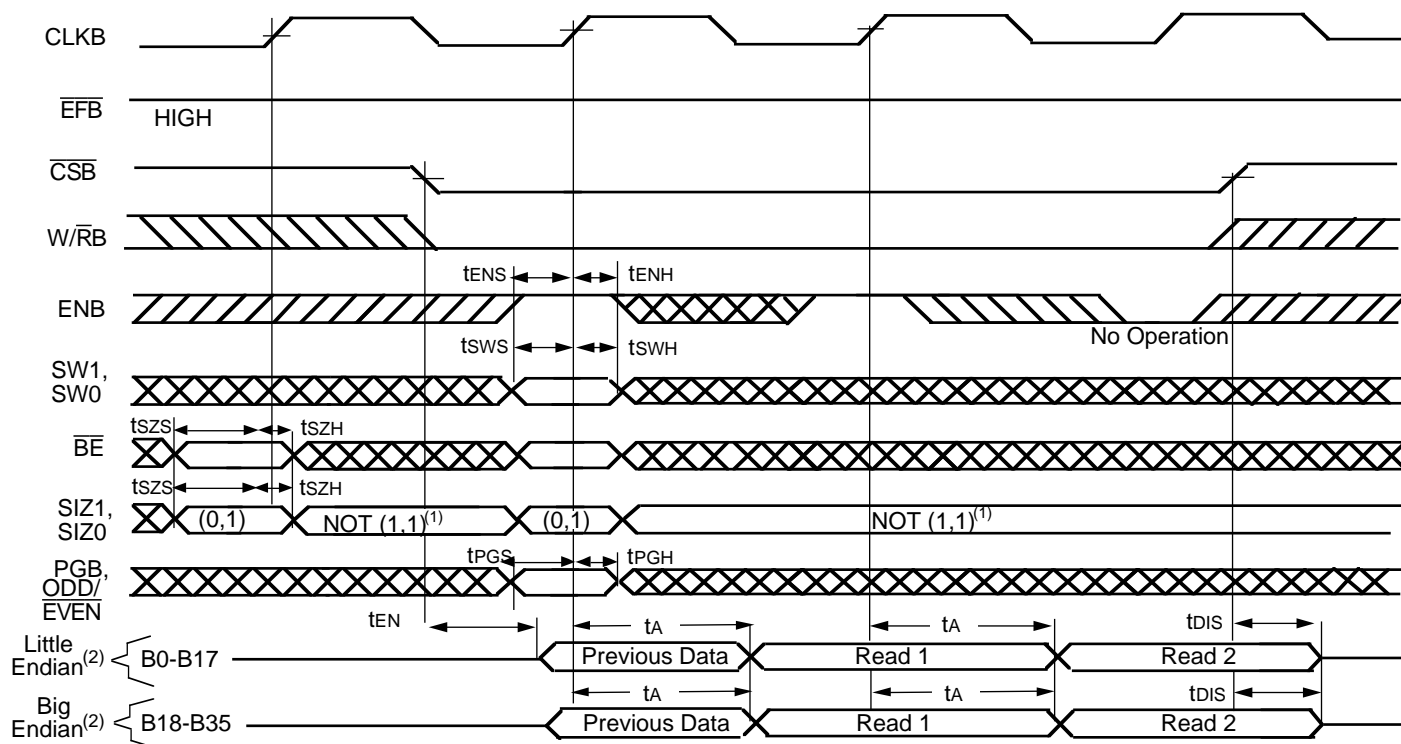 CLKB
EFB
HIGH
CSB
W/RB
tENS tENH
ENB
No Operation
tSWS tSWH
SW1,
SW0
tSZS tSZH
BE
tSZS tSZH
SIZ1,
SIZ0
(0,1) NOT (1,1)(1) (0,1) NOT (1,1)(1)
tPGS tPGH
PGB,
ODD/
EVEN
tEN tA tA tDIS
Little
Endian(2) B0-B17 Previous Data Read 1 Read 2
tA tA tDIS
Big
Endian(2) B18-B35 Previous Data Read 1 Read 2